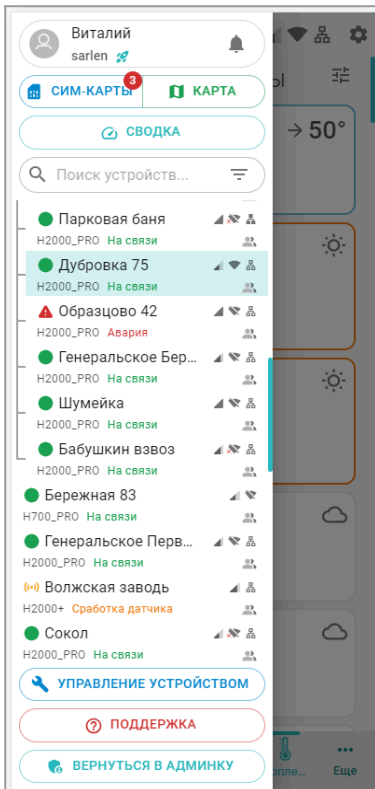 Виталий
sarlen
3
СИМ-КАРТЫ
КАРТА
СВОДКА
50°
Поиск устройств...
Парковая баня
H2000_PRO На связи
Дубровка 75
H2000_PRO На связи
Образцово 42
H2000_PRO Авария
Генеральское Бер...
H2000_PRO На связи
Шумейка
H2000_PRO На связи
Бабушкин взвоз
H2000_PRO На связи
Бережная 83
H700_PRO На связи
Генеральское Перв...
H2000_PRO На связи
Волжская заводь
H2000+ Сработка датчика
Сокол
H2000_PRO На связи
УПРАВЛЕНИЕ УСТРОЙСТВОМ
ПОДДЕРЖКА
ВЕРНУТЬСЯ В АДМИНКУ
Еще